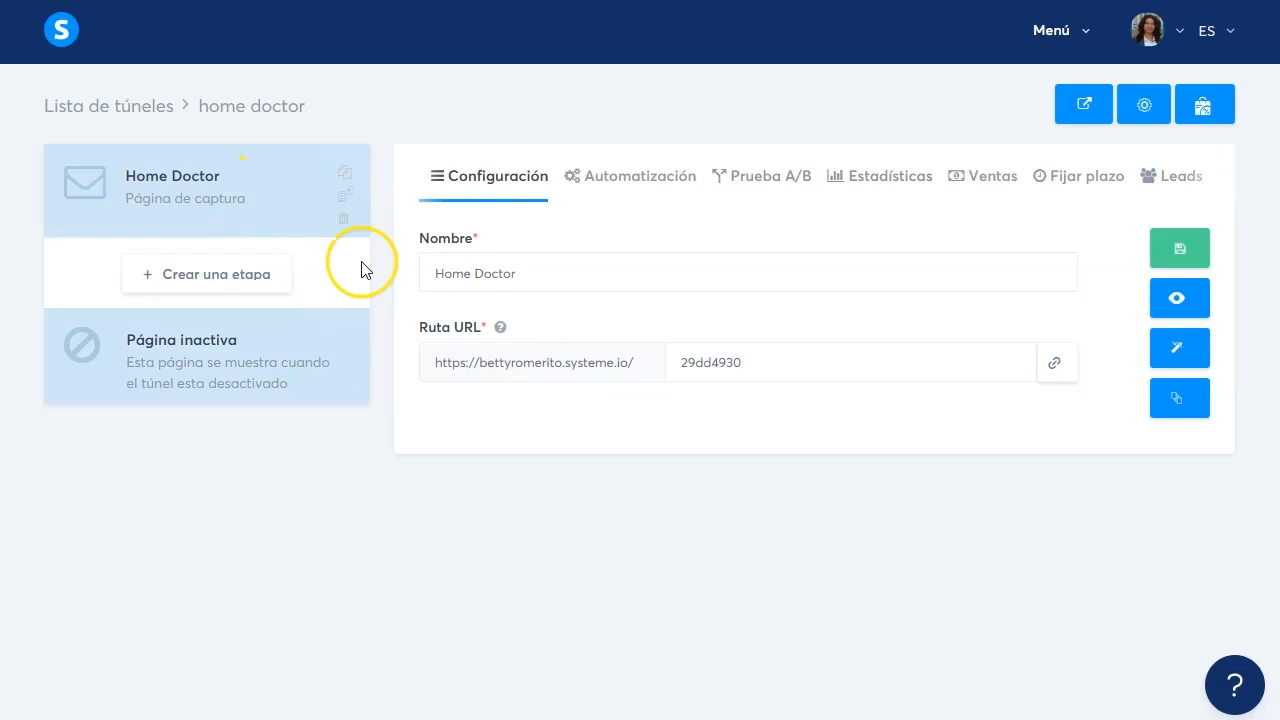 S
Menú
ES
Lista de túneles > home doctor
Home Doctor
Página de captura
+ Crear una etapa
Página inactiva
Esta página se muestra cuando
el túnel esta desactivado
Configuración Automatización Prueba A/B Estadísticas Ventas Fijar plazo Leads
Nombre*
Home Doctor
Ruta URL* ?
https://bettyromerito.systeme.io/ 29dd4930
?